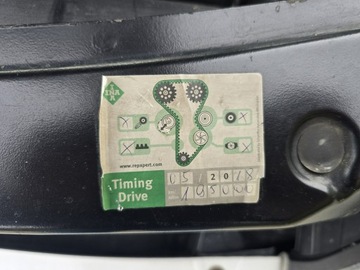 INA
www.repxpert.com
Timing
Drive
05/2018
105000